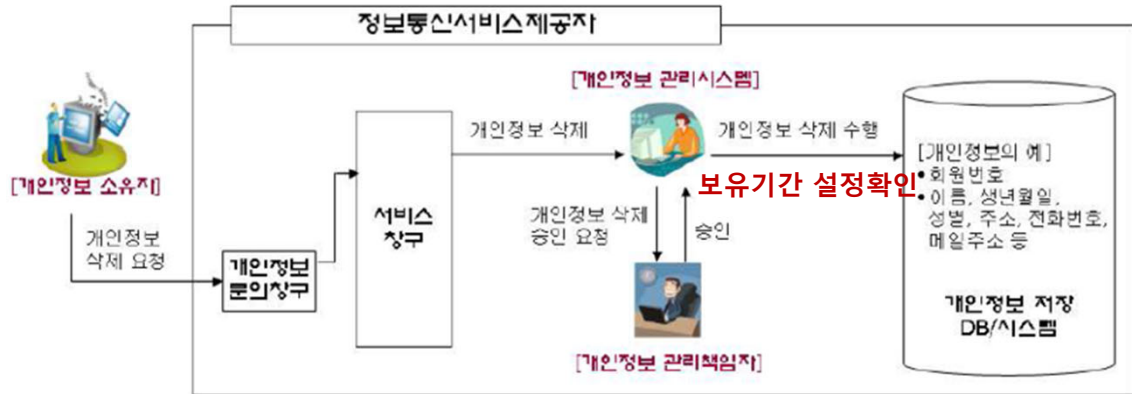 정보통신서비스제공자
[개인정보 관리시스템]
개인정보 삭제
개인정보 삭제 수행
[개인정보의 예]
•회원번호
•이름, 생년월일,
성별, 주소, 전화번호,
메일주소 등
보유기간 설정확인
[개인정보 소유자]
서비스
창구
개인정보 삭제
승인 요청
승인
개인정보
삭제 요청
개인정보
문의창구
개인정보 저장
DB/시스템
[개인정보 관리책임자]